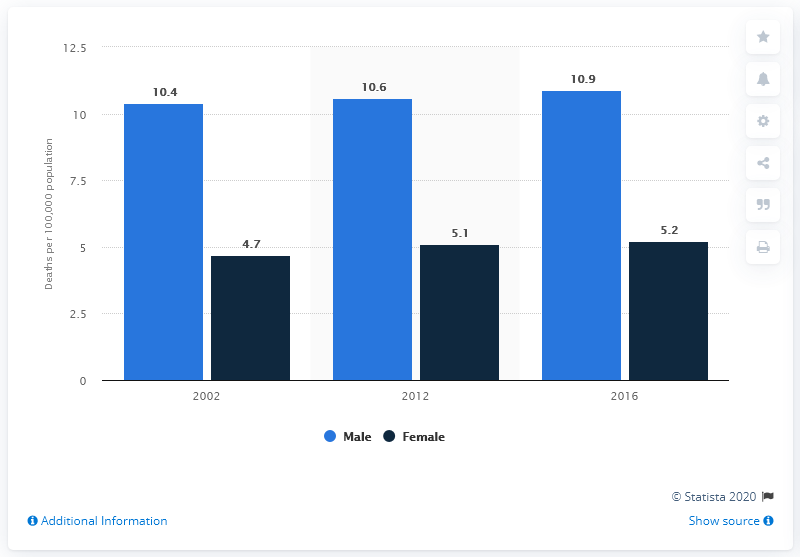 12.5
10
7.5
5
2.5
0
Deaths per 100,000 population
10.4
4.7
10.6
5.1
10.9
5.2
2002
2012
2016
Male
Female
© Statista 2020
Additional Information
Show source